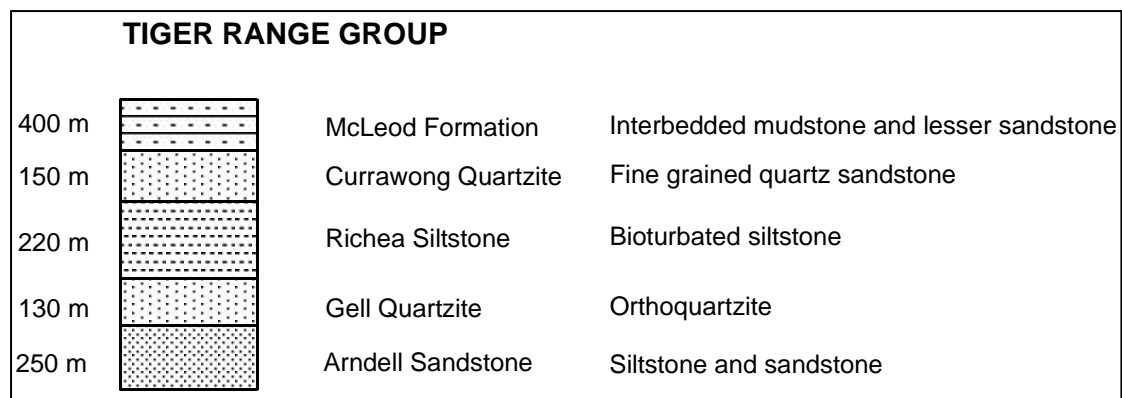 TIGER RANGE GROUP
400 m McLeod Formation Interbedded mudstone and lesser sandstone
150 m Currawong Quartzite Fine grained quartz sandstone
220 m Richea Siltstone Bioturbated siltstone
130 m Gell Quartzite Orthoquartzite
250 m Arndell Sandstone Siltstone and sandstone